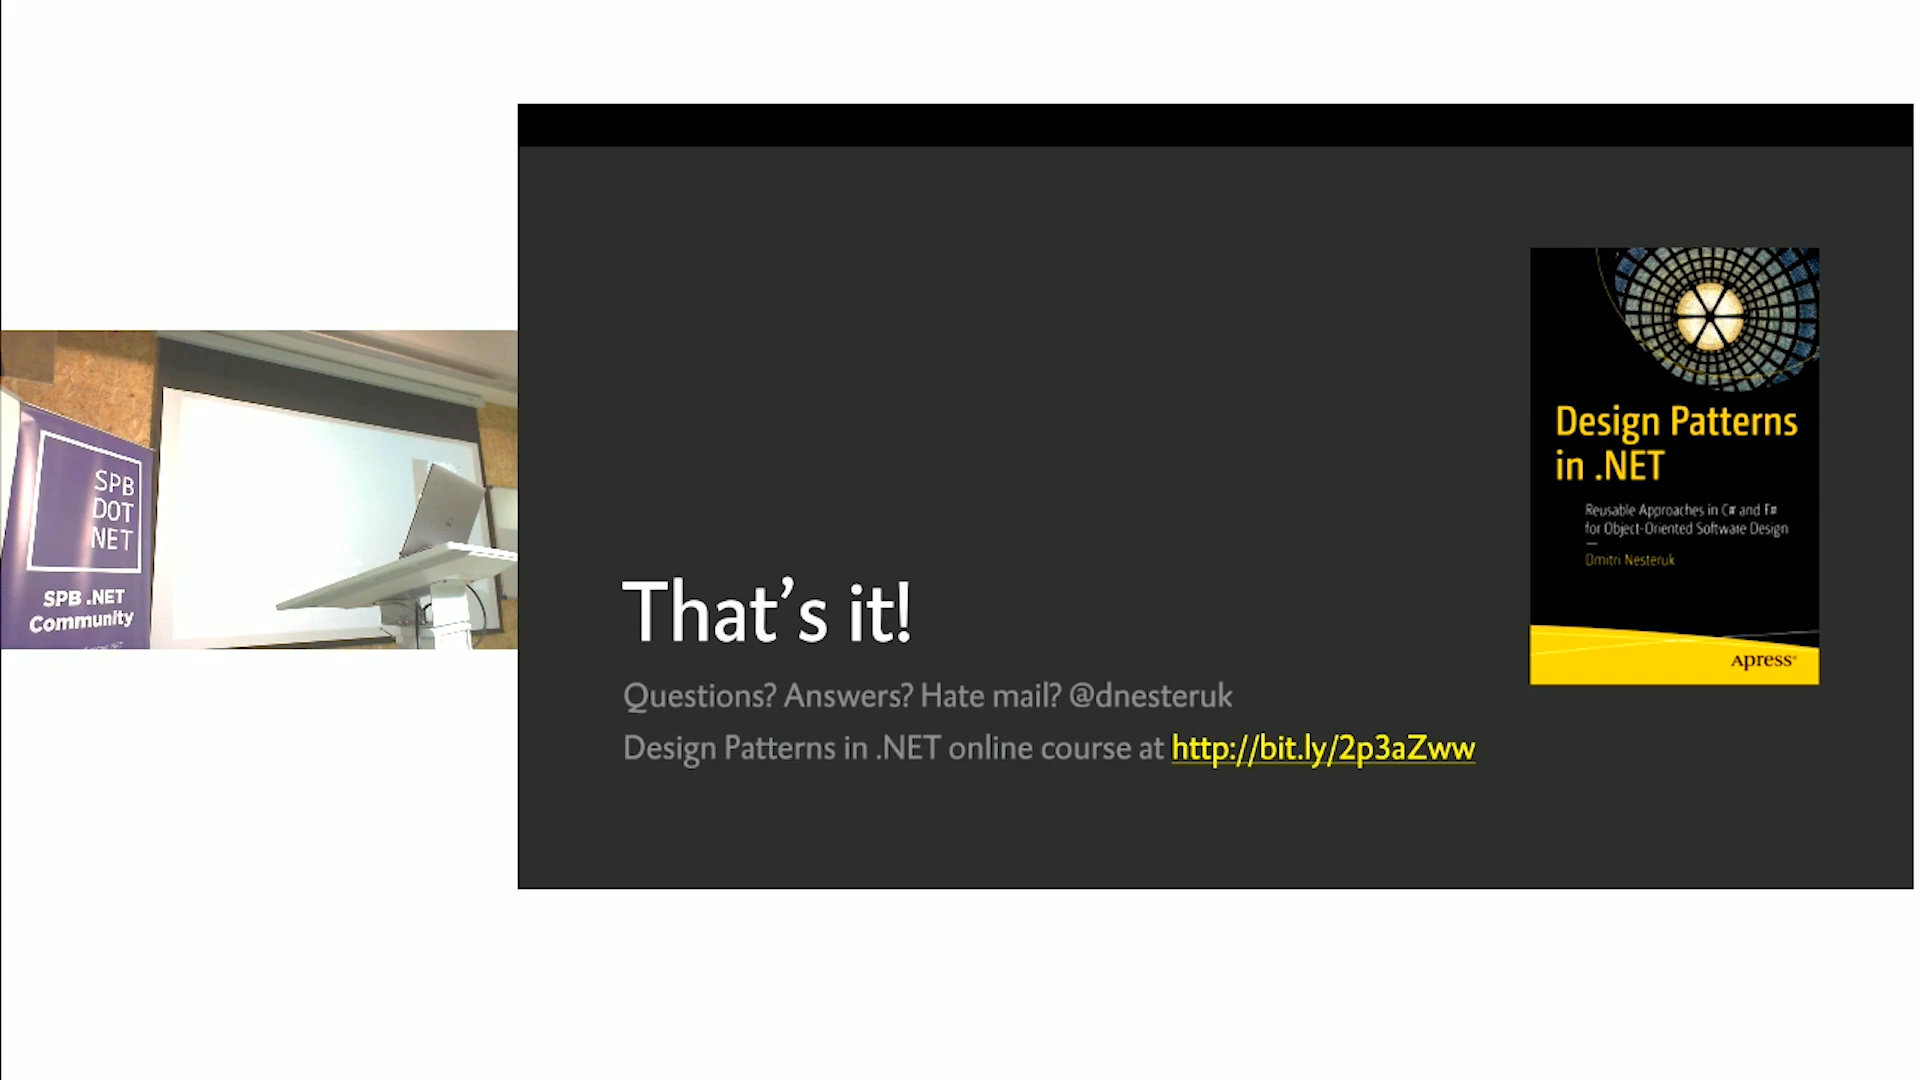 SPB
DOT
NET
SPB .NET
Community
That’s it!
Questions? Answers? Hate mail? @dnesteruk
Design Patterns in .NET online course at http://bit.ly/2p3aZww
Design Patterns
in .NET
Reusable Approaches in C# and F#
for Object-Oriented Software Design
Dmitri Nesteruk
Apress®